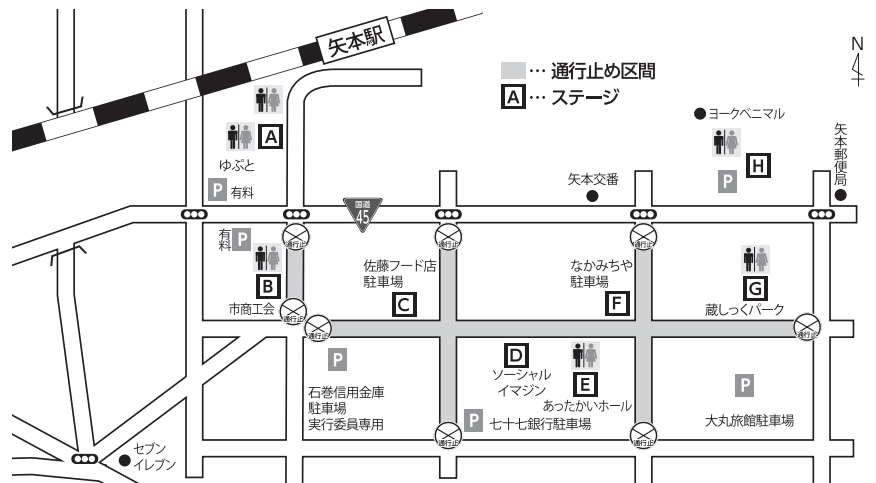 矢本駅
N
…通行止め区間
A…ステージ
ヨークベニマル
矢本郵便局
A
ゆぷと
P 有料
H
P
矢本交番
国道
45
有料
P
通行止
通行止
通行止
B
市商工会
通行止
通行止
佐藤フード店
駐車場
C
なかみちや
駐車場
F
G
蔵しっくパーク
通行止
P
石巻信用金庫
駐車場
実行委員専用
D
ソーシャル
イマジン
E
あったかいホール
P 七十七銀行駐車場
通行止
通行止
P
大丸旅館駐車場
セブン
イレブン